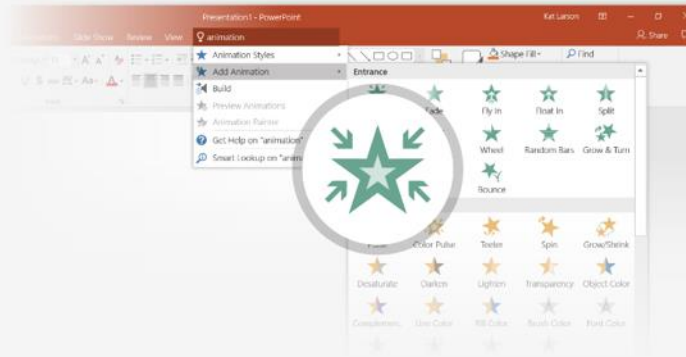 Presentation1 - PowerPoint
Kat Larson
Slide Show Review View animation
Share
Animation Styles
Shape Fill
Find
Add Animation
Entrance
Build
Preview Animations
Fade Fly In Float In Split
Animation Painter
Get Help on "animation"
Wheel Random Bars Grow & Turn
Smart Lookup on "anim
Bounce
Color Pulse Teeter Spin Grow/Shrink
Desaturate Darken Lighten Transparency Object Color
Complemen... Line Color Fill Color Brush Color Font Color